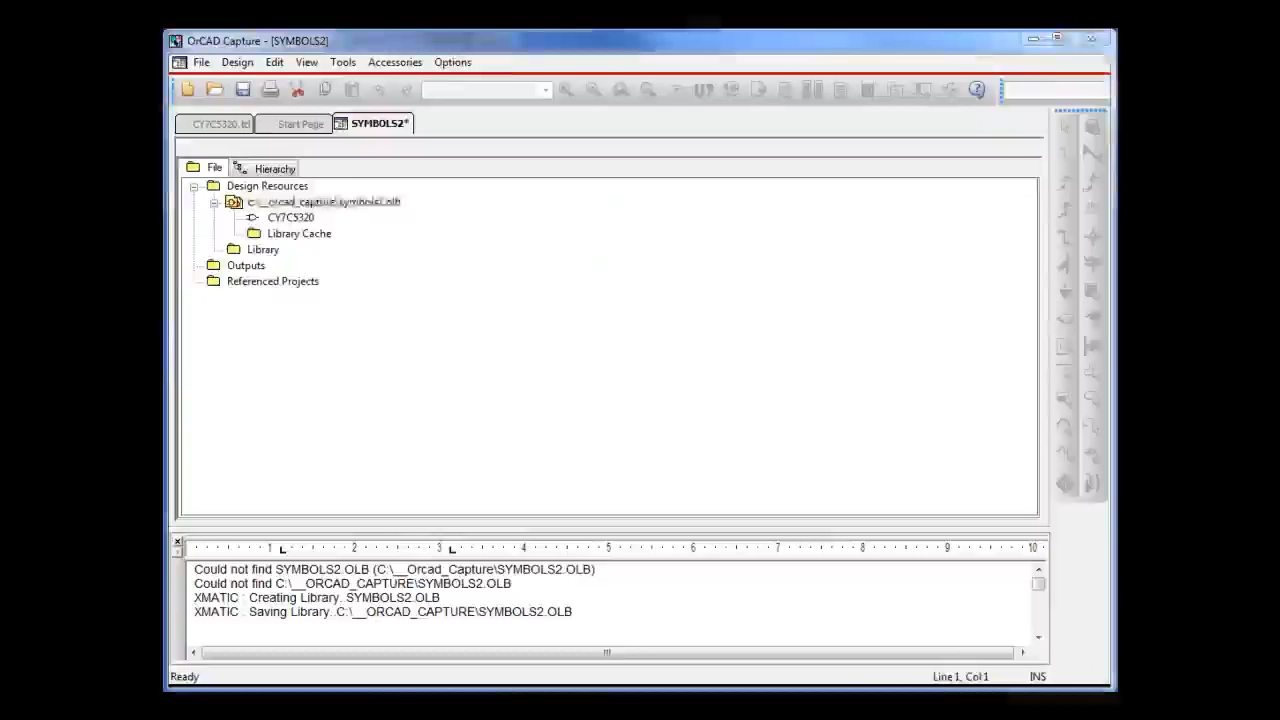 OrCAD Capture - [SYMBOLS2]
File Design Edit View Tools Accessories Options
CY7C5320.tcl Start Page SYMBOLS2*
File Hierarchy
Design Resources
CY7C5320
Library Cache
Library
Outputs
Referenced Projects
1 2 3 4 5 6 7 8 9 10
Could not find SYMBOLS2.OLB (C:\__Orcad_Capture\SYMBOLS2.OLB)
Could not find C:\__ORCAD_CAPTURE\SYMBOLS2.OLB
XMATIC : Creating Library. SYMBOLS2.OLB
XMATIC : Saving Library..C:\__ORCAD_CAPTURE\SYMBOLS2.OLB
Ready Line 1, Col 1 INS